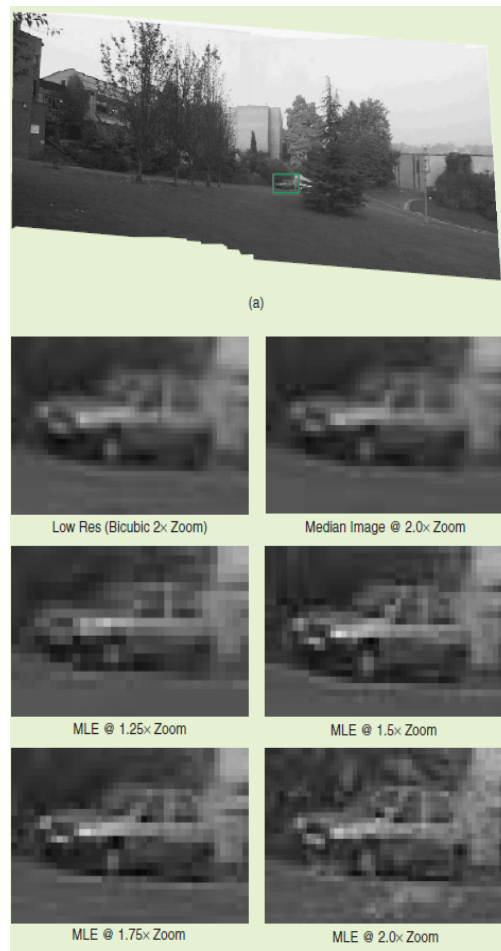 (a)
Low Res (Bicubic 2× Zoom)
Median Image @ 2.0× Zoom
MLE @ 1.25× Zoom
MLE @ 1.5× Zoom
MLE @ 1.75× Zoom
MLE @ 2.0× Zoom